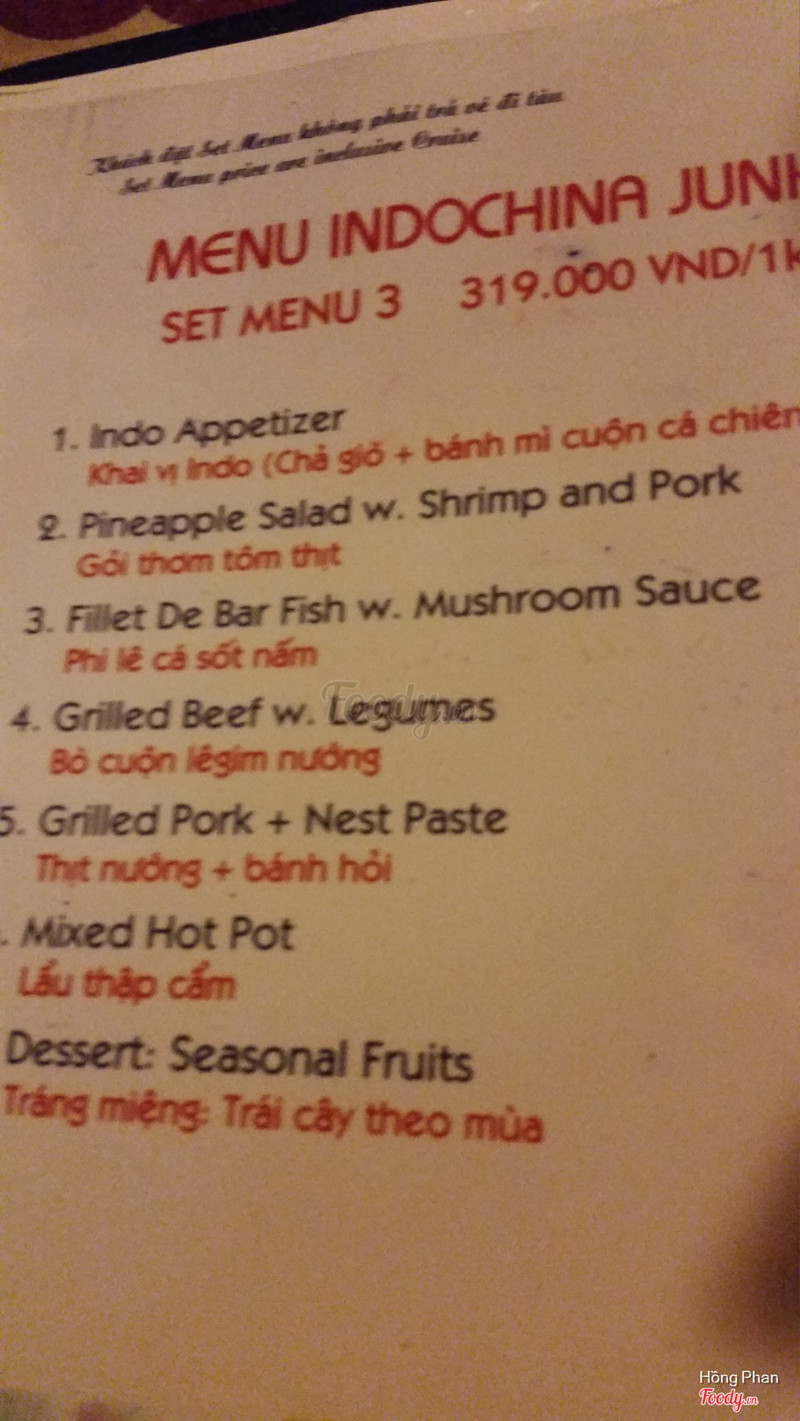 Khách đặt Set Menu không phải trả vé đi tàu
Set Menu price are inclusive Cruise
MENU INDOCHINA JUN
SET MENU 3 319.000 VND/1k
1. Indo Appetizer
Khai vị Indo (Chả giò + bánh mì cuộn cá chiên
2. Pineapple Salad w. Shrimp and Pork
Gỏi thơm tôm thịt
3. Fillet De Bar Fish w. Mushroom Sauce
Phi lê cá sốt nấm
4. Grilled Beef w. Legumes
Bò cuộn lêgim nướng
5. Grilled Pork + Nest Paste
Thịt nướng + bánh hỏi
. Mixed Hot Pot
Lẩu thập cẩm
Dessert: Seasonal Fruits
Tráng miệng: Trái cây theo mùa
Foody.vn
Hồng Phan
Foody.vn